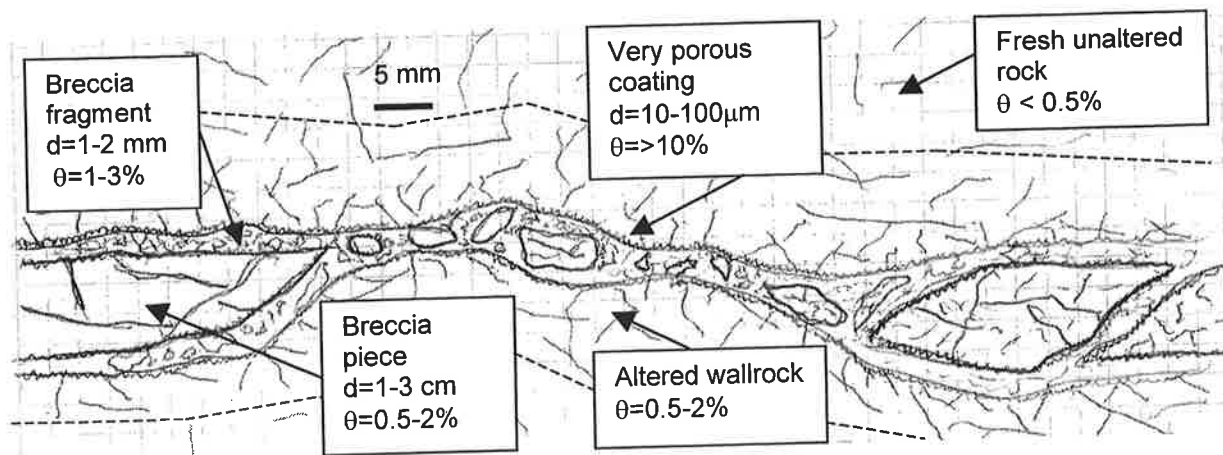 Breccia
fragment
d=1-2 mm
θ=1-3%
5 mm
Very porous
coating
d=10-100μm
θ=>10%
Fresh unaltered
rock
θ < 0.5%
Breccia
piece
d=1-3 cm
θ=0.5-2%
Altered wallrock
θ=0.5-2%